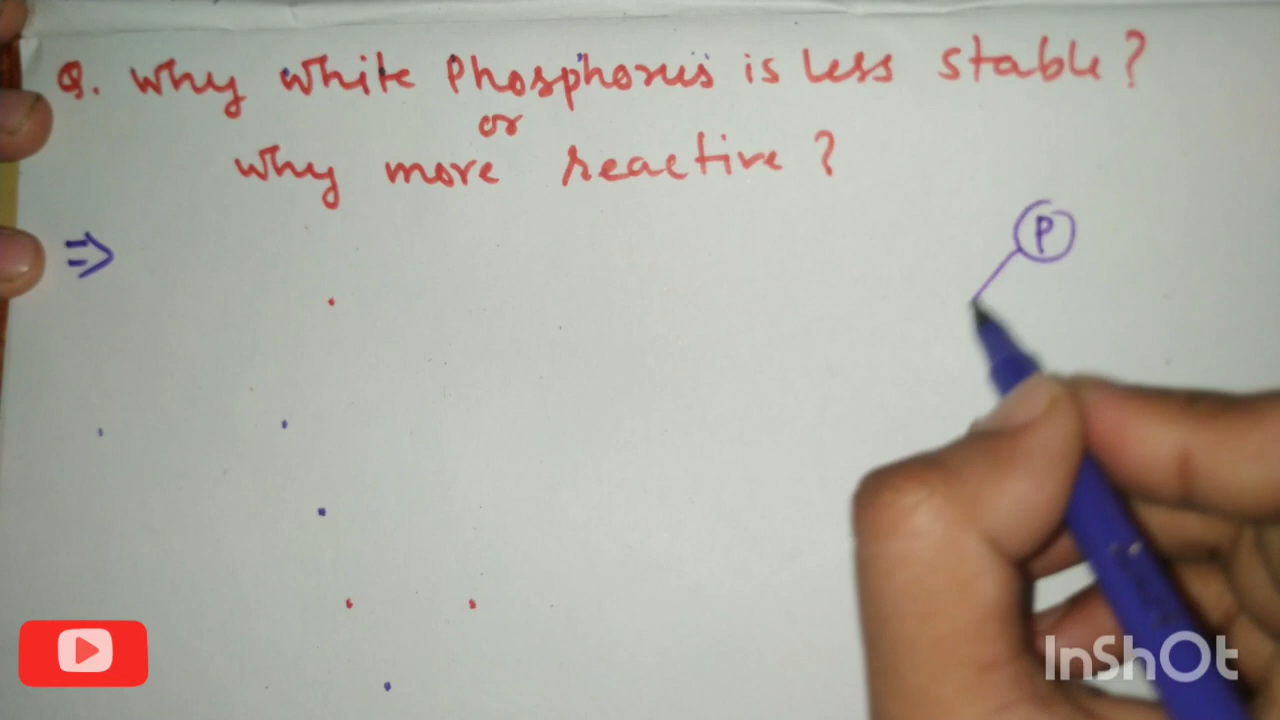 Q. Why white Phosphorus is less stable?
or
why more reactive?
⇒
P
InShOt